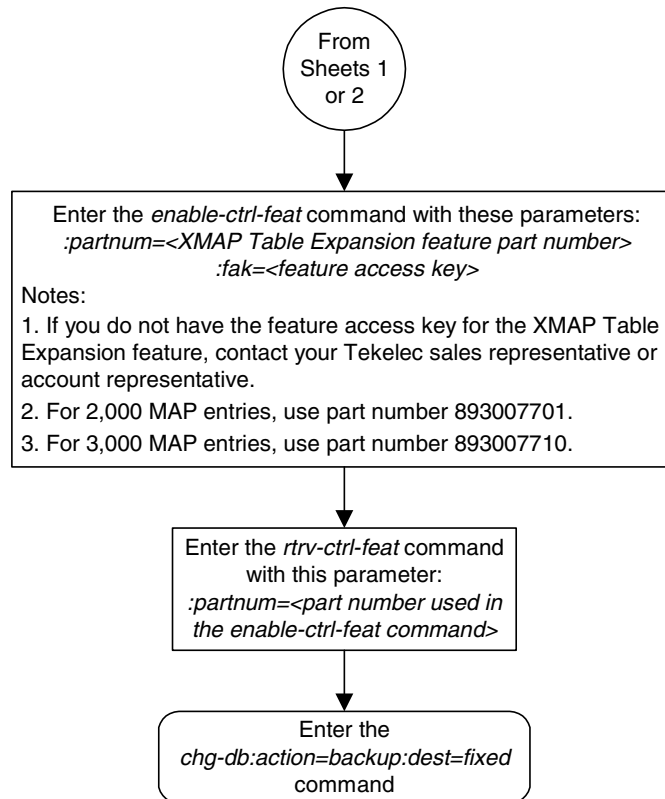 From
Sheets 1
or 2
Enter the enable-ctrl-feat command with these parameters:
:partnum=<XMAP Table Expansion feature part number>
:fak=<feature access key>
Notes:
1. If you do not have the feature access key for the XMAP Table
Expansion feature, contact your Tekelec sales representative or
account representative.
2. For 2,000 MAP entries, use part number 893007701.
3. For 3,000 MAP entries, use part number 893007710.
Enter the rtrv-ctrl-feat command
with this parameter:
:partnum=<part number used in
the enable-ctrl-feat command>
Enter the
chg-db:action=backup:dest=fixed
command